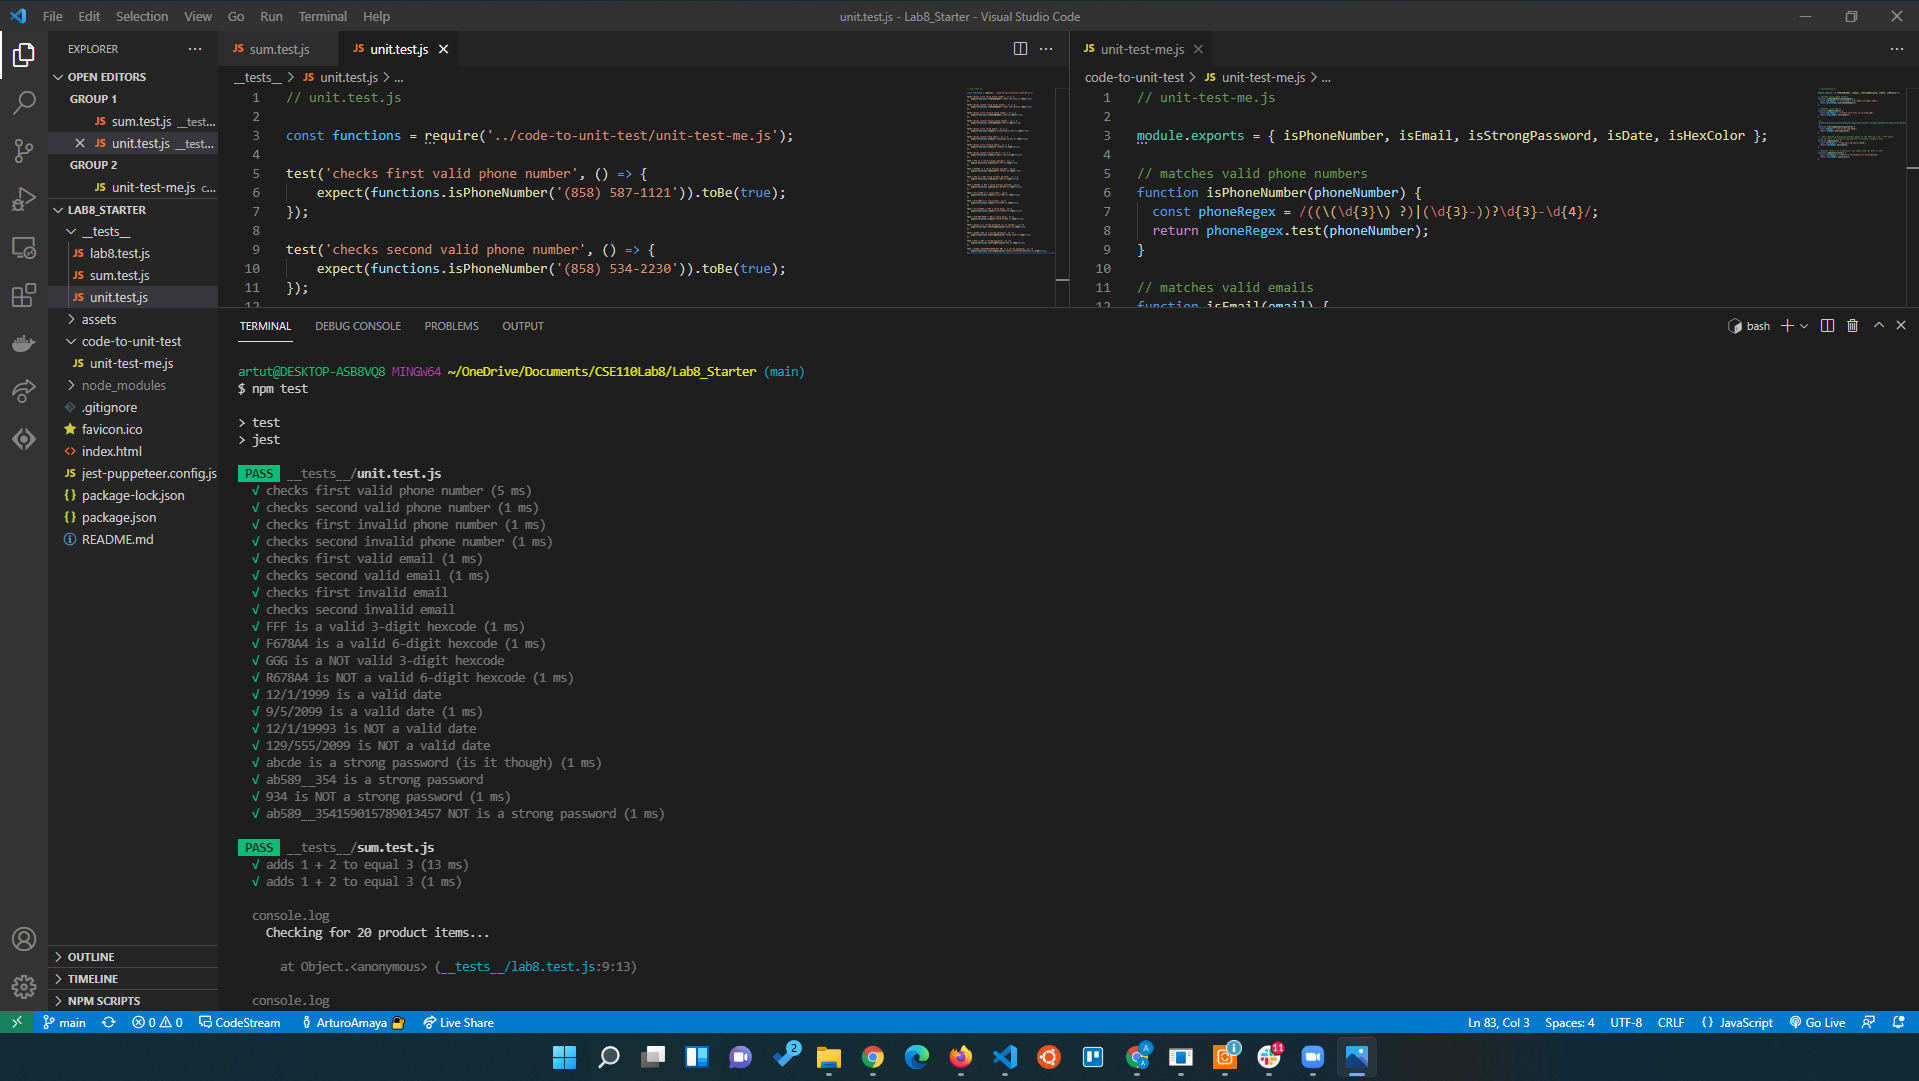 File Edit Selection View Go Run Terminal Help
unit.test.js - Lab8_Starter - Visual Studio Code
EXPLORER
OPEN EDITORS
GROUP 1
JS sum.test.js __test...
JS unit.test.js __test...
GROUP 2
JS unit-test-me.js c...
LAB8_STARTER
__tests__
JS lab8.test.js
JS sum.test.js
JS unit.test.js
assets
code-to-unit-test
JS unit-test-me.js
node_modules
.gitignore
favicon.ico
index.html
JS jest-puppeteer.config.js
{} package-lock.json
{} package.json
README.md
OUTLINE
TIMELINE
NPM SCRIPTS
JS sum.test.js JS unit.test.js
__tests__ > JS unit.test.js > ...
1 // unit.test.js
2
3 const functions = require('../code-to-unit-test/unit-test-me.js');
4
5 test('checks first valid phone number', () => {
6 expect(functions.isPhoneNumber('(858) 587-1121')).toBe(true);
7 });
8
9 test('checks second valid phone number', () => {
10 expect(functions.isPhoneNumber('(858) 534-2230')).toBe(true);
11 });
12
JS unit-test-me.js
code-to-unit-test > JS unit-test-me.js > ...
1 // unit-test-me.js
2
3 module.exports = { isPhoneNumber, isEmail, isStrongPassword, isDate, isHexColor };
4
5 // matches valid phone numbers
6 function isPhoneNumber(phoneNumber) {
7 const phoneRegex = /((\(\d{3}\) ?)|(\d{3}-))?\d{3}-\d{4}/;
8 return phoneRegex.test(phoneNumber);
9 }
10
11 // matches valid emails
12 function isEmail(email) {
TERMINAL DEBUG CONSOLE PROBLEMS OUTPUT
bash
artut@DESKTOP-ASB8VQ8 MINGW64 ~/OneDrive/Documents/CSE110Lab8/Lab8_Starter (main)
$ npm test
> test
> jest
PASS __tests__/unit.test.js
√ checks first valid phone number (5 ms)
√ checks second valid phone number (1 ms)
√ checks first invalid phone number (1 ms)
√ checks second invalid phone number (1 ms)
√ checks first valid email (1 ms)
√ checks second valid email (1 ms)
√ checks first invalid email
√ checks second invalid email
√ FFF is a valid 3-digit hexcode (1 ms)
√ F678A4 is a valid 6-digit hexcode (1 ms)
√ GGG is a NOT valid 3-digit hexcode
√ R678A4 is NOT a valid 6-digit hexcode (1 ms)
√ 12/1/1999 is a valid date
√ 9/5/2099 is a valid date (1 ms)
√ 12/1/19993 is NOT a valid date
√ 129/555/2099 is NOT a valid date
√ abcde is a strong password (is it though) (1 ms)
√ ab589__354 is a strong password
√ 934 is NOT a strong password (1 ms)
√ ab589__354159015789013457 NOT is a strong password (1 ms)
PASS __tests__/sum.test.js
√ adds 1 + 2 to equal 3 (13 ms)
√ adds 1 + 2 to equal 3 (1 ms)
console.log
Checking for 20 product items...
at Object.<anonymous> (__tests__/lab8.test.js:9:13)
console.log
main 0 0 CodeStream ArturoAmaya Live Share
Ln 83, Col 3 Spaces: 4 UTF-8 CRLF {} JavaScript Go Live
2 A 11